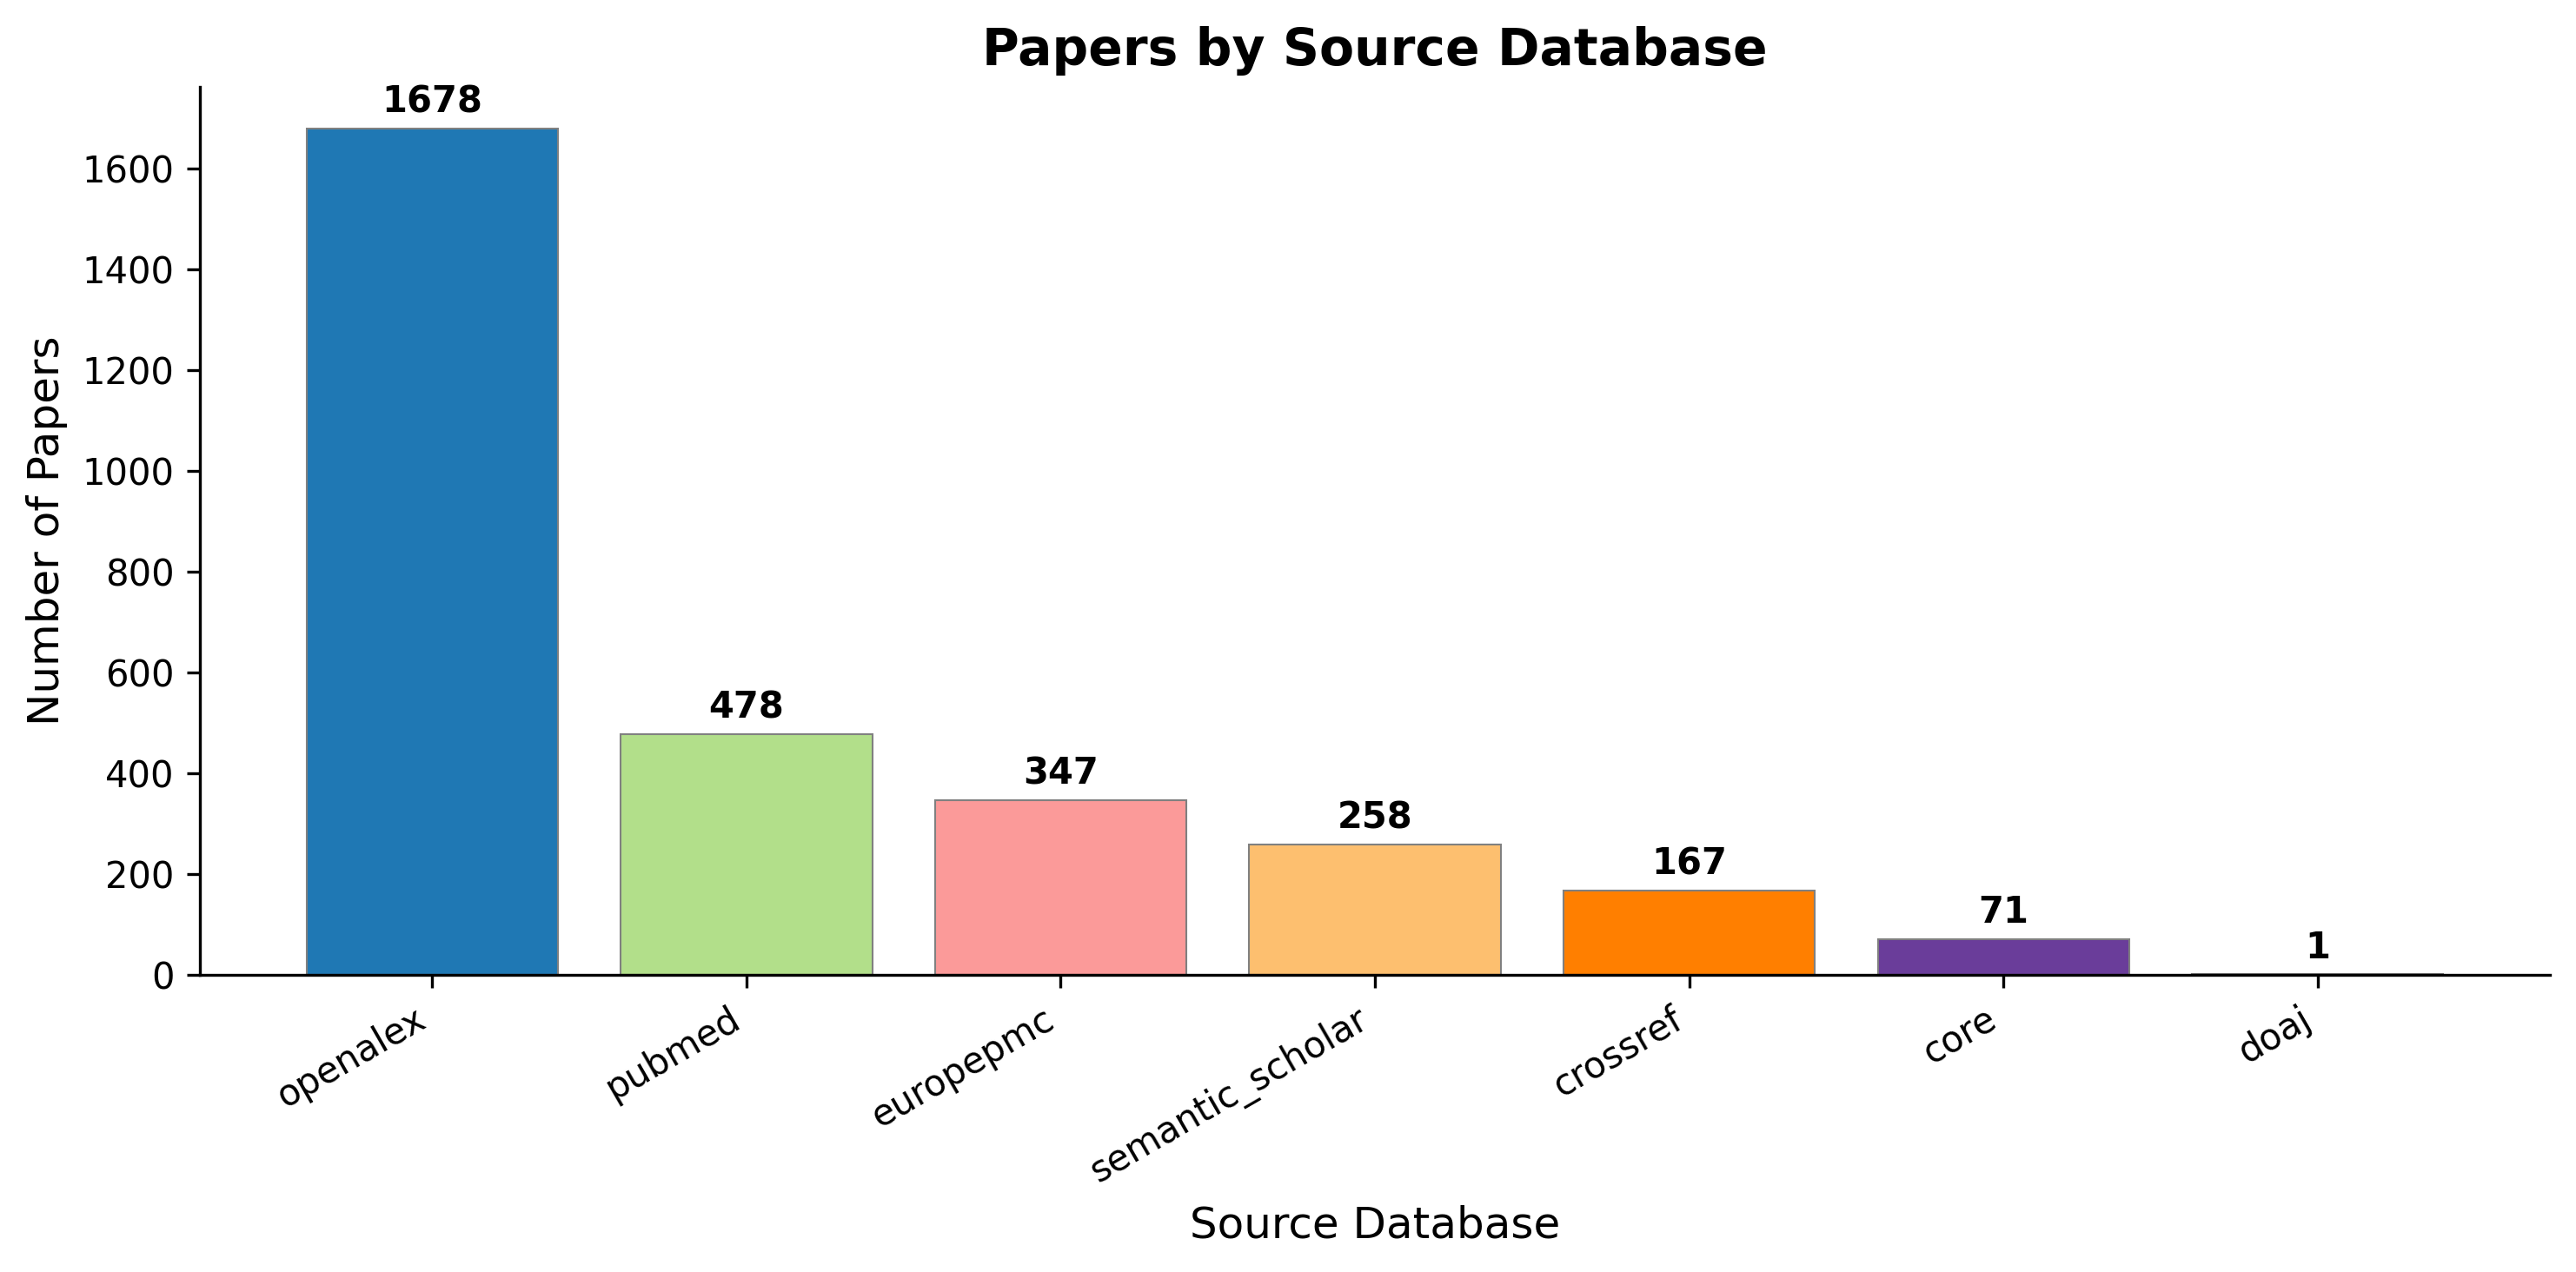 Papers by Source Database
Number of Papers
1600
1400
1200
1000
800
600
400
200
0
1678
478
347
258
167
71
1
openalex
pubmed
europepmc
semantic_scholar
crossref
core
doaj
Source Database